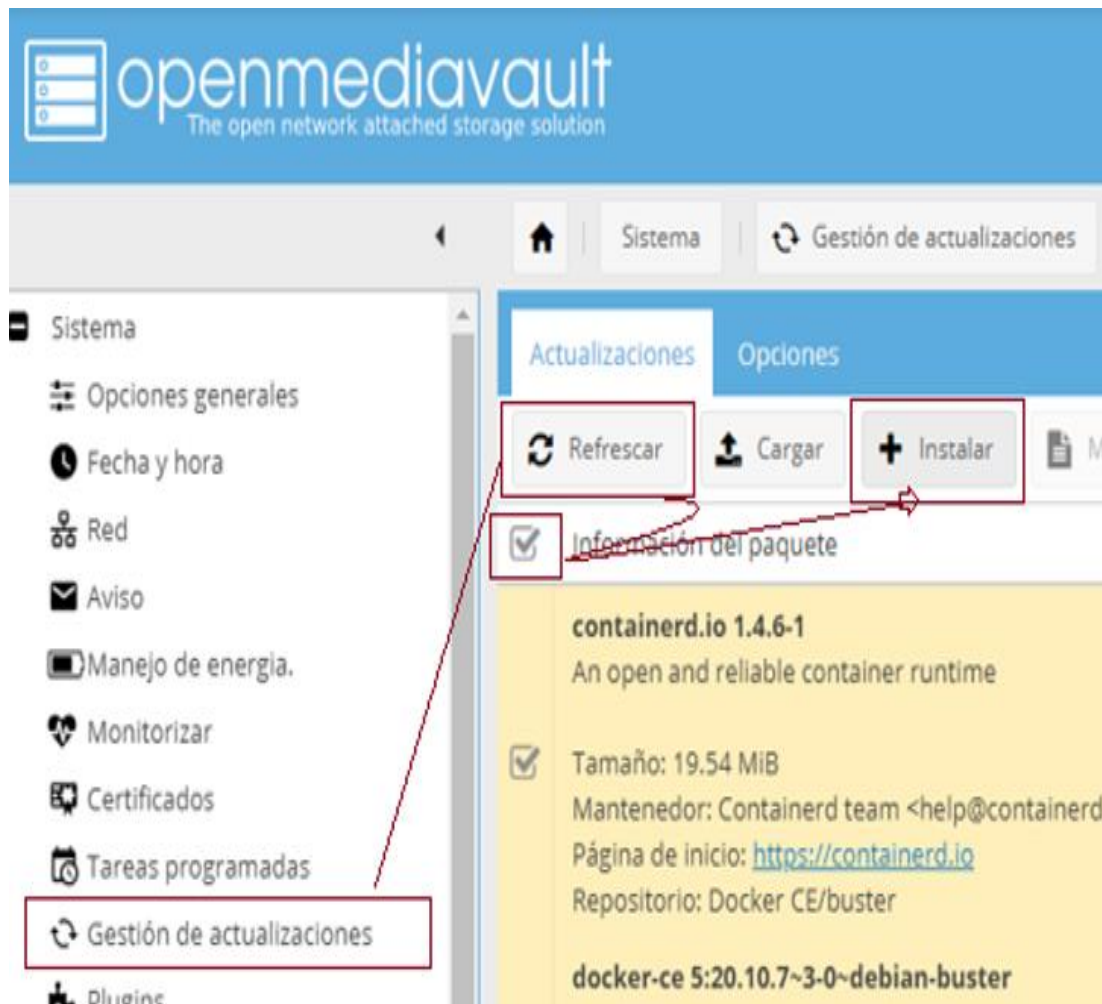 openmediavault
The open network attached storage solution
Sistema
Gestión de actualizaciones
Sistema
Opciones generales
Fecha y hora
Red
Aviso
Manejo de energia.
Monitorizar
Certificados
Tareas programadas
Gestión de actualizaciones
Plugins
Actualizaciones
Opciones
Refrescar
Cargar
Instalar
M
Información del paquete
containerd.io 1.4.6-1
An open and reliable container runtime
Tamaño: 19.54 MiB
Mantenedor: Containerd team <help@containerd
Página de inicio: https://containerd.io
Repositorio: Docker CE/buster
docker-ce 5:20.10.7~3-0~debian-buster